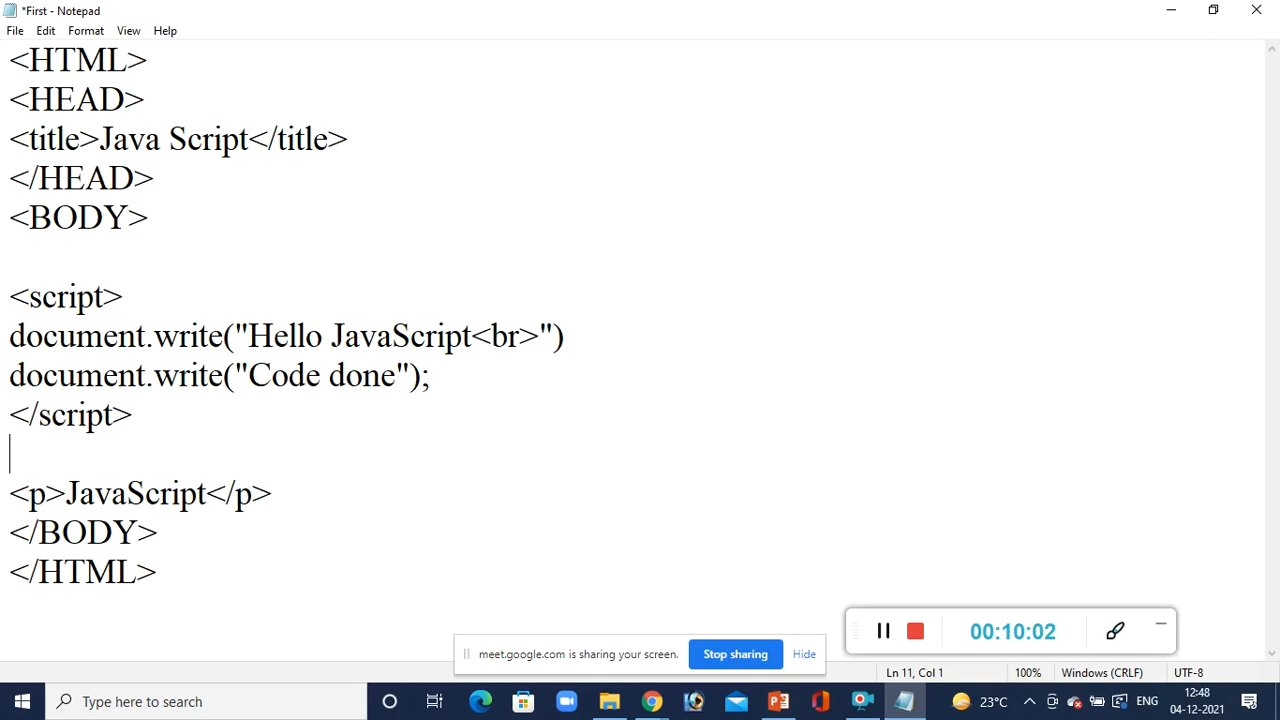 *First - Notepad
File Edit Format View Help
<HTML>
<HEAD>
<title>Java Script</title>
</HEAD>
<BODY>
<script>
document.write("Hello JavaScript<br>")
document.write("Code done");
</script>
<p>JavaScript</p>
</BODY>
</HTML>
00:10:02
meet.google.com is sharing your screen. Stop sharing Hide
Ln 11, Col 1 100% Windows (CRLF) UTF-8
Type here to search 23°C ENG 12:48
04-12-2021